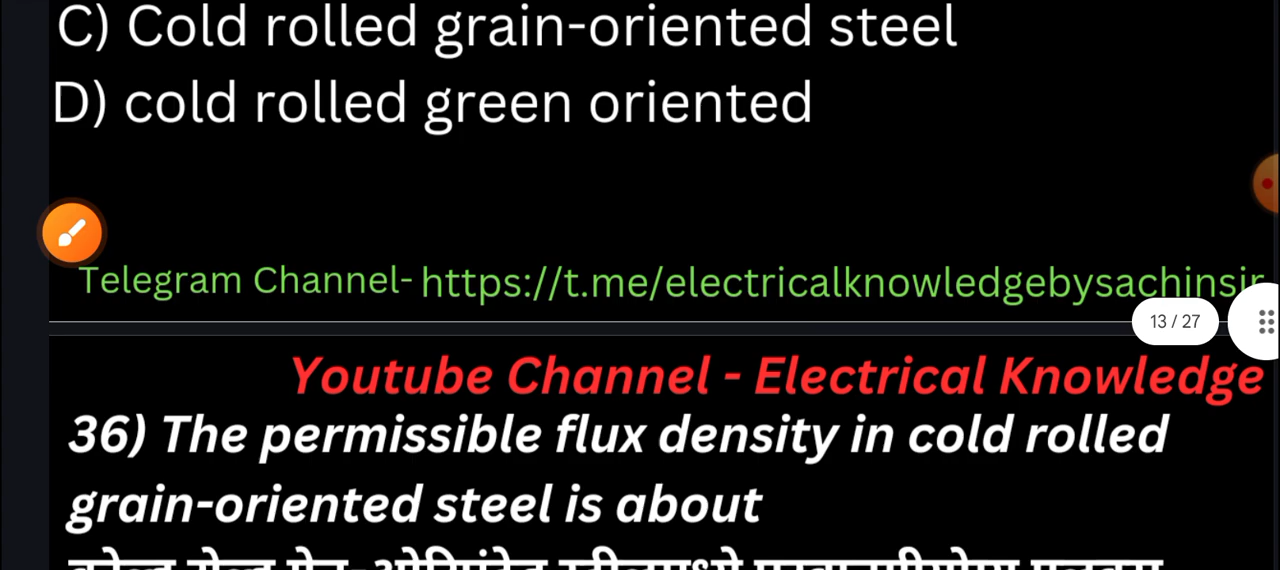 C) Cold rolled grain-oriented steel
D) cold rolled green oriented
Telegram Channel- https://t.me/electricalknowledgebysachinsir
13 / 27
Youtube Channel - Electrical Knowledge
36) The permissible flux density in cold rolled
grain-oriented steel is about